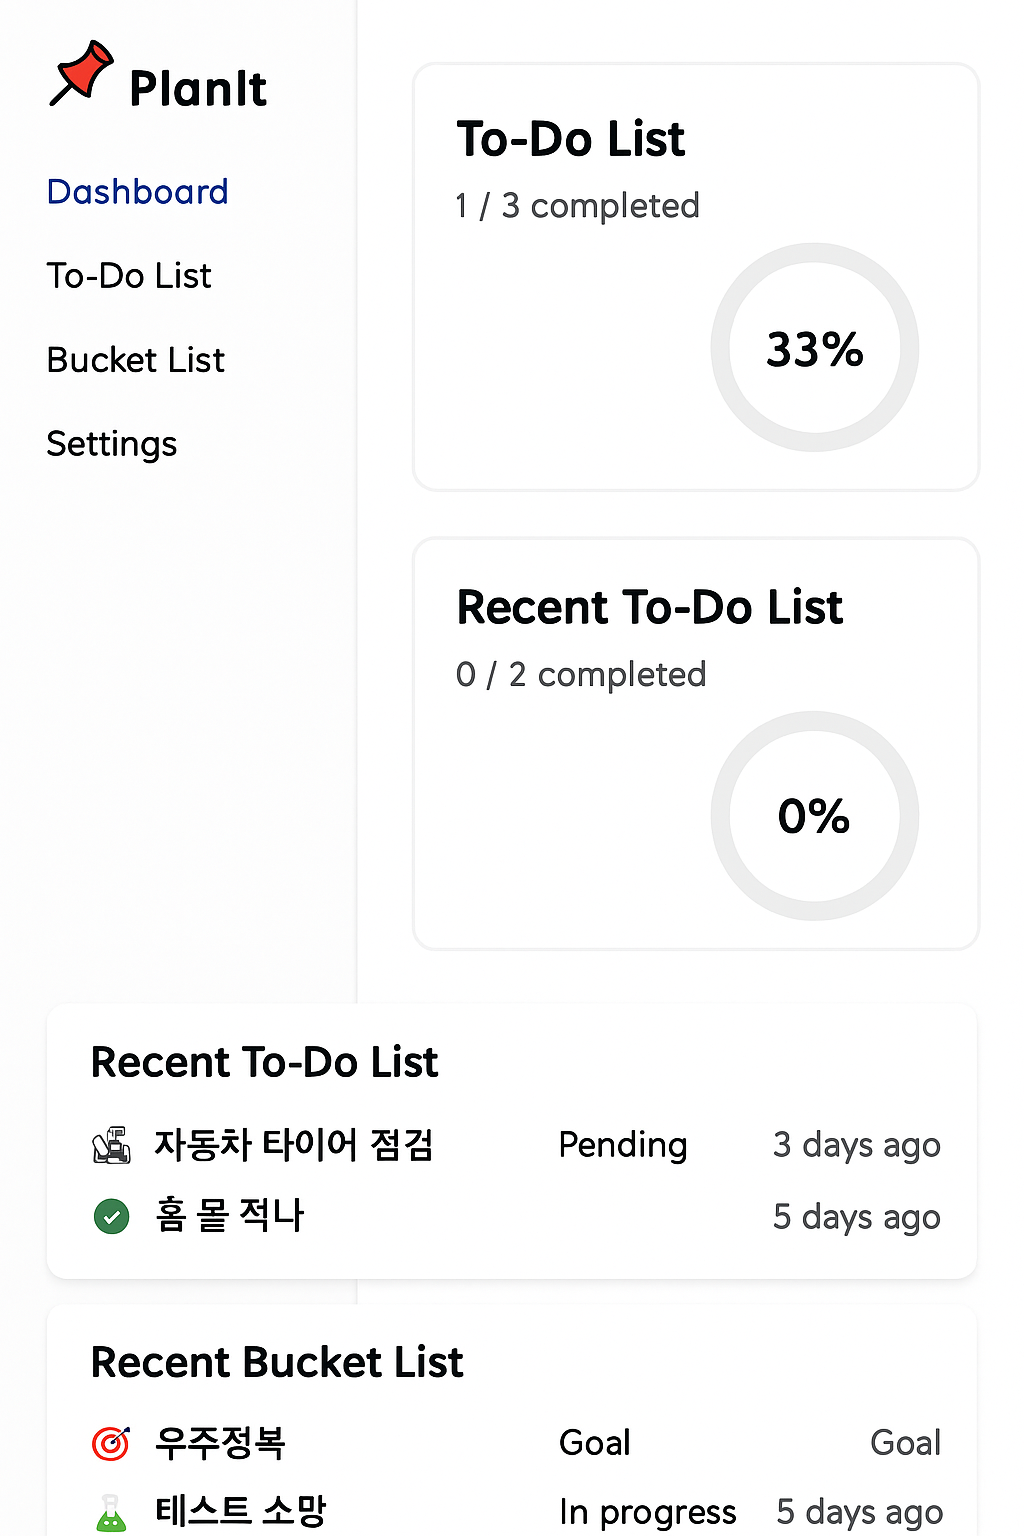 PlanIt
Dashboard
To-Do List
Bucket List
Settings
To-Do List
1 / 3 completed
33%
Recent To-Do List
0 / 2 completed
0%
Recent To-Do List
자동차 타이어 점검 Pending 3 days ago
홈 몰 적나 5 days ago
Recent Bucket List
우주정복 Goal Goal
테스트 소망 In progress 5 days ago